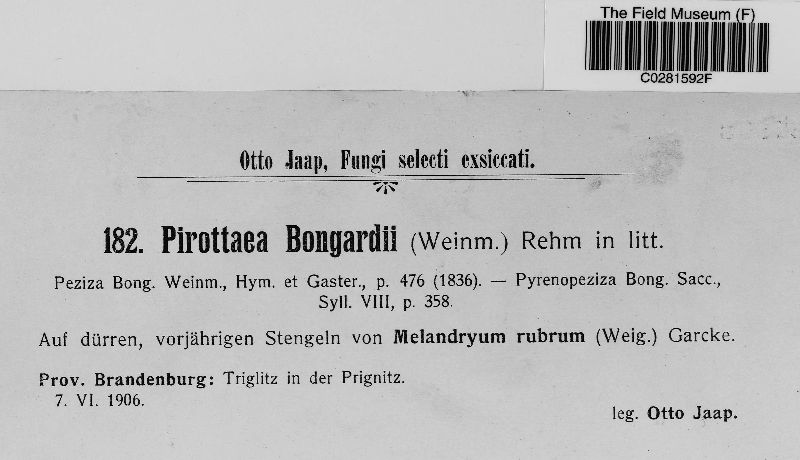 The Field Museum (F)
C0281592F
Otto Jaap, Fungi selecti exsiccati.
182. Pirottaea Bongardii (Weinm.) Rehm in litt.
Peziza Bong. Weinm., Hym. et Gaster., p. 476 (1836). — Pyrenopeziza Bong. Sacc.,
Syll. VIII, p. 358.
Auf dürren, vorjährigen Stengeln von Melandryum rubrum (Weig.) Garcke.
Prov. Brandenburg: Triglitz in der Prignitz.
7. VI. 1906.
leg. Otto Jaap.